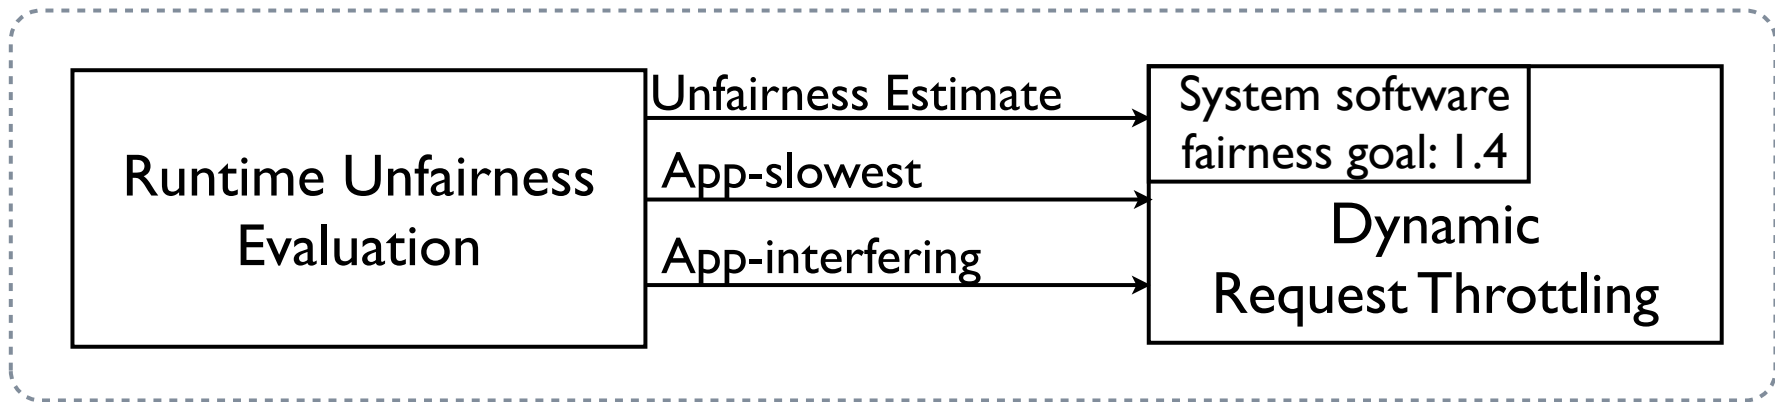 Runtime Unfairness
Evaluation
Unfairness Estimate
App-slowest
App-interfering
System software
fairness goal: 1.4
Dynamic
Request Throttling